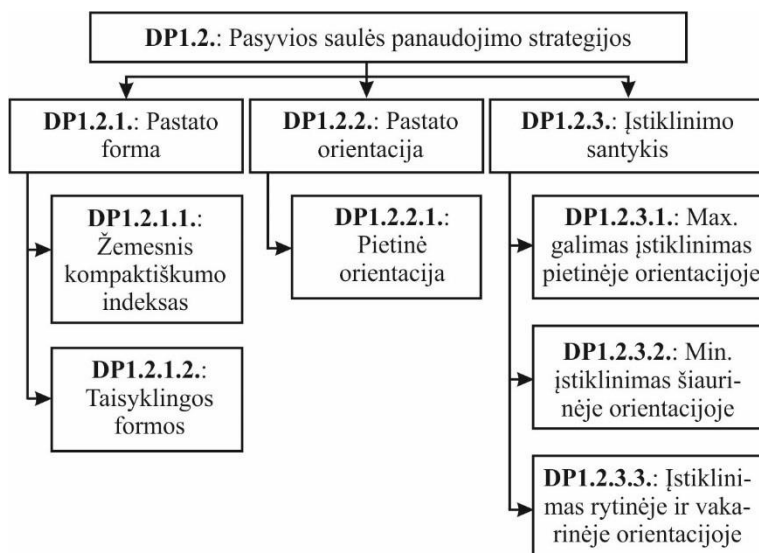 DP1.2.: Pasyvios saulės panaudojimo strategijos
DP1.2.1.: Pastato
forma
DP1.2.1.1.:
Žemesnis
kompaktiškumo
indeksas
DP1.2.1.2.:
Taisyklingos
formos
DP1.2.2.: Pastato
orientacija
DP1.2.2.1.:
Pietinė
orientacija
DP1.2.3.: Įstiklinimo
santykis
DP1.2.3.1.: Max.
galimas įstiklinimas
pietinėje orientacijoje
DP1.2.3.2.: Min.
įstiklinimas šiauri-
nėje orientacijoje
DP1.2.3.3.: Įstiklini-
mas rytinėje ir vaka-
rinėje orientacijoje